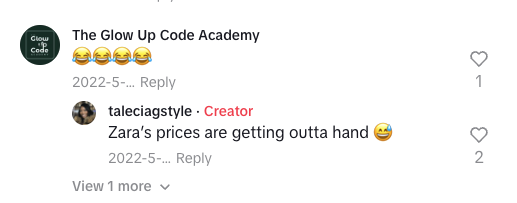 The Glow Up Code Academy
😂😂😂😂
2022-5-... Reply
1
taleciagstyle · Creator
Zara's prices are getting outta hand 😅
2022-5-... Reply
2
View 1 more
Glow
Up
Code